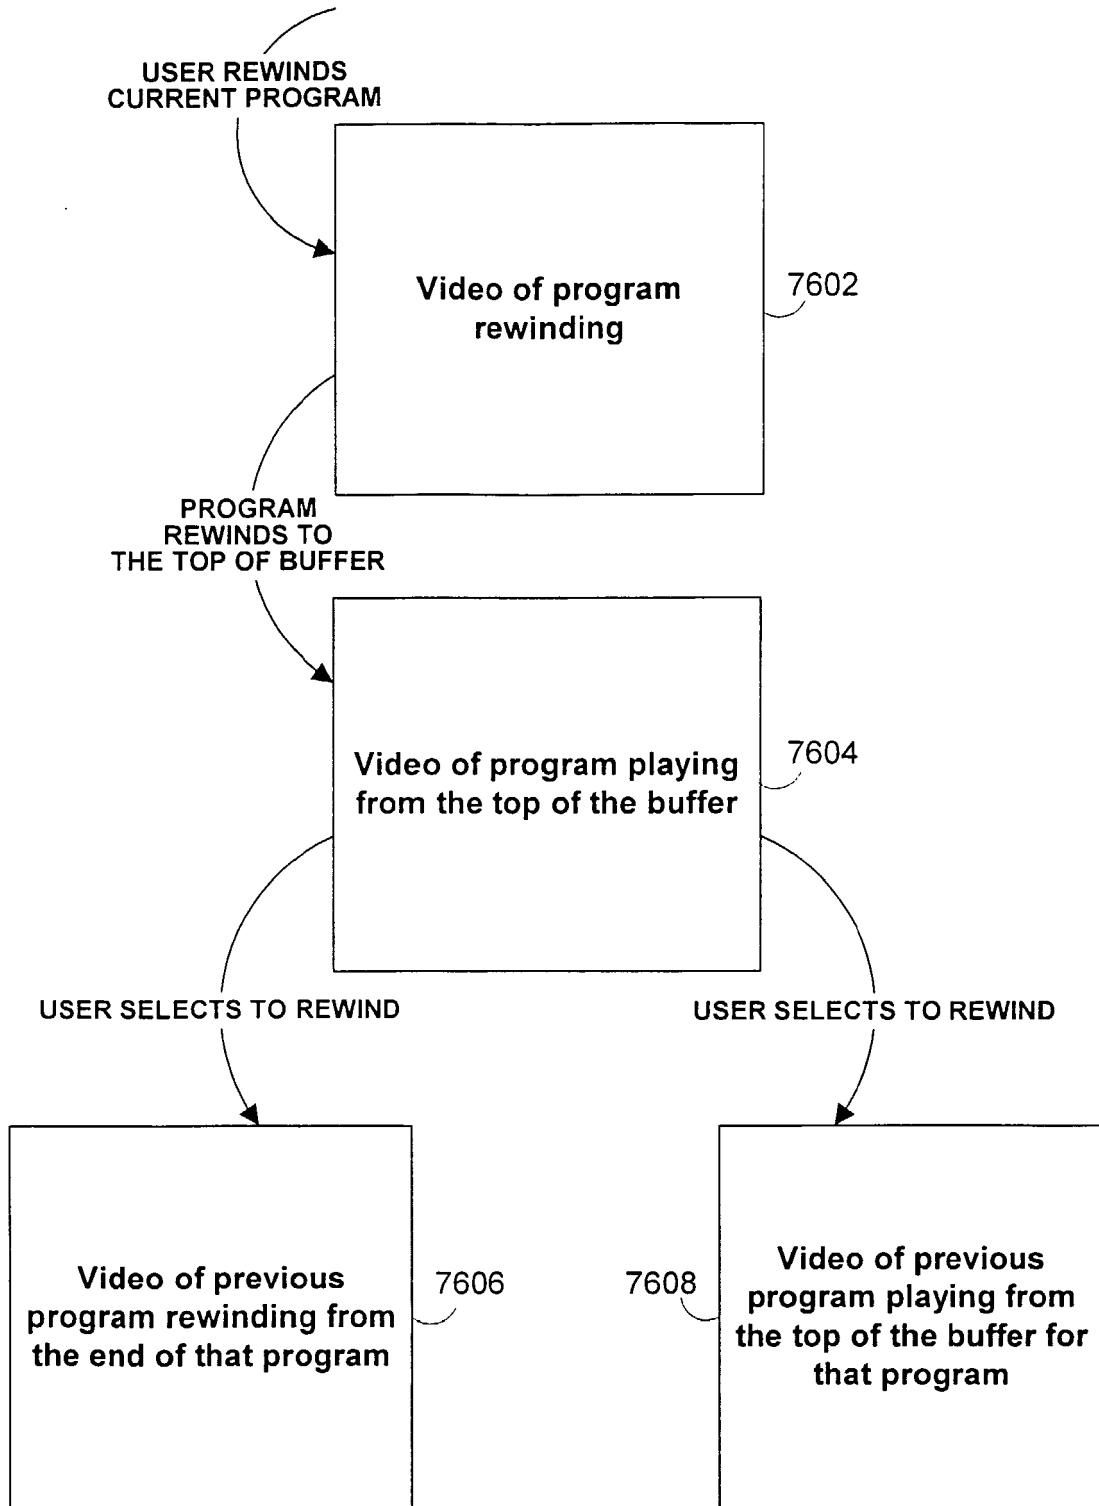 USER REWINDS
CURRENT PROGRAM
Video of program
rewinding
7602
PROGRAM
REWINDS TO
THE TOP OF BUFFER
Video of program playing
from the top of the buffer
7604
USER SELECTS TO REWIND
USER SELECTS TO REWIND
Video of previous
program rewinding from
the end of that program
7606
7608
Video of previous
program playing from
the top of the buffer for
that program